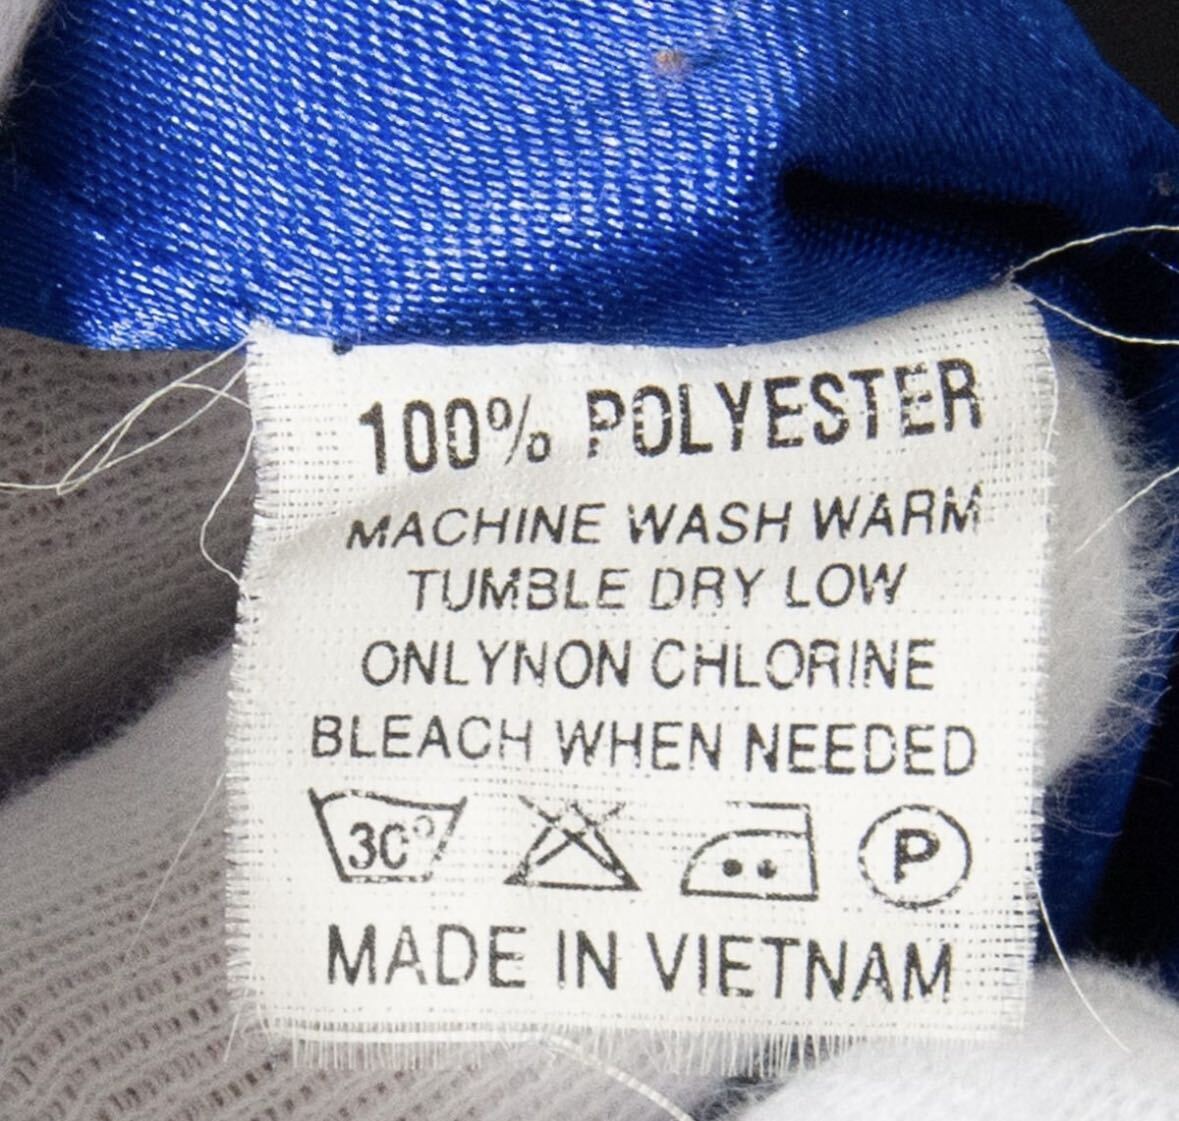 100% POLYESTER
MACHINE WASH WARM
TUMBLE DRY LOW
ONLYNON CHLORINE
BLEACH WHEN NEEDED
30° P
MADE IN VIETNAM